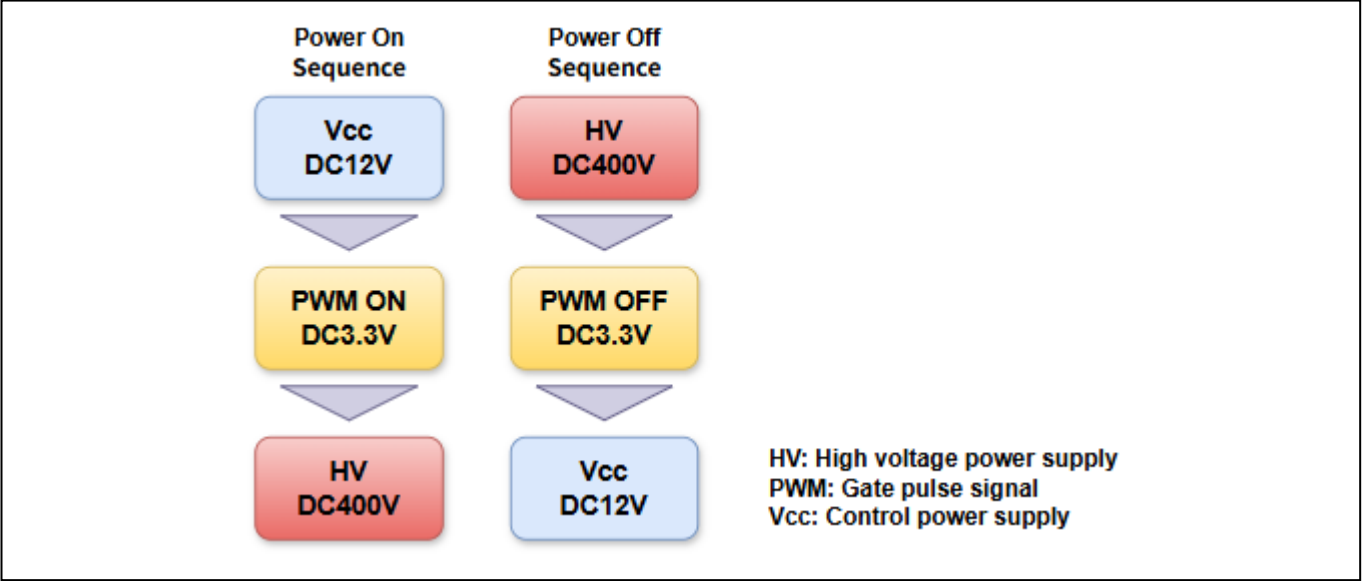 Power On
Sequence
Vcc
DC12V
PWM ON
DC3.3V
HV
DC400V
Power Off
Sequence
HV
DC400V
PWM OFF
DC3.3V
Vcc
DC12V
HV: High voltage power supply
PWM: Gate pulse signal
Vcc: Control power supply